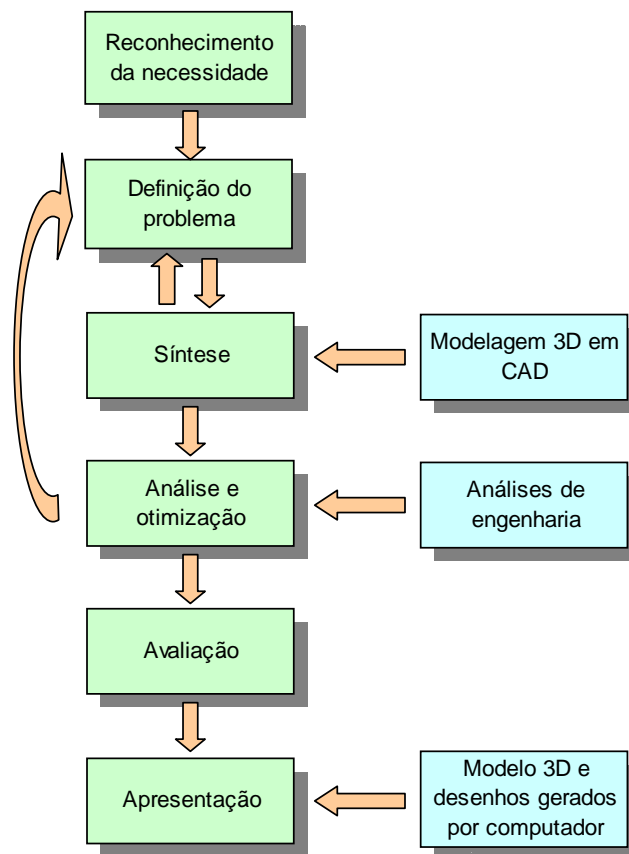 Reconhecimento
da necessidade
Definição do
problema
Síntese
Modelagem 3D em
CAD
Análise e
otimização
Análises de
engenharia
Avaliação
Apresentação
Modelo 3D e
desenhos gerados
por computador